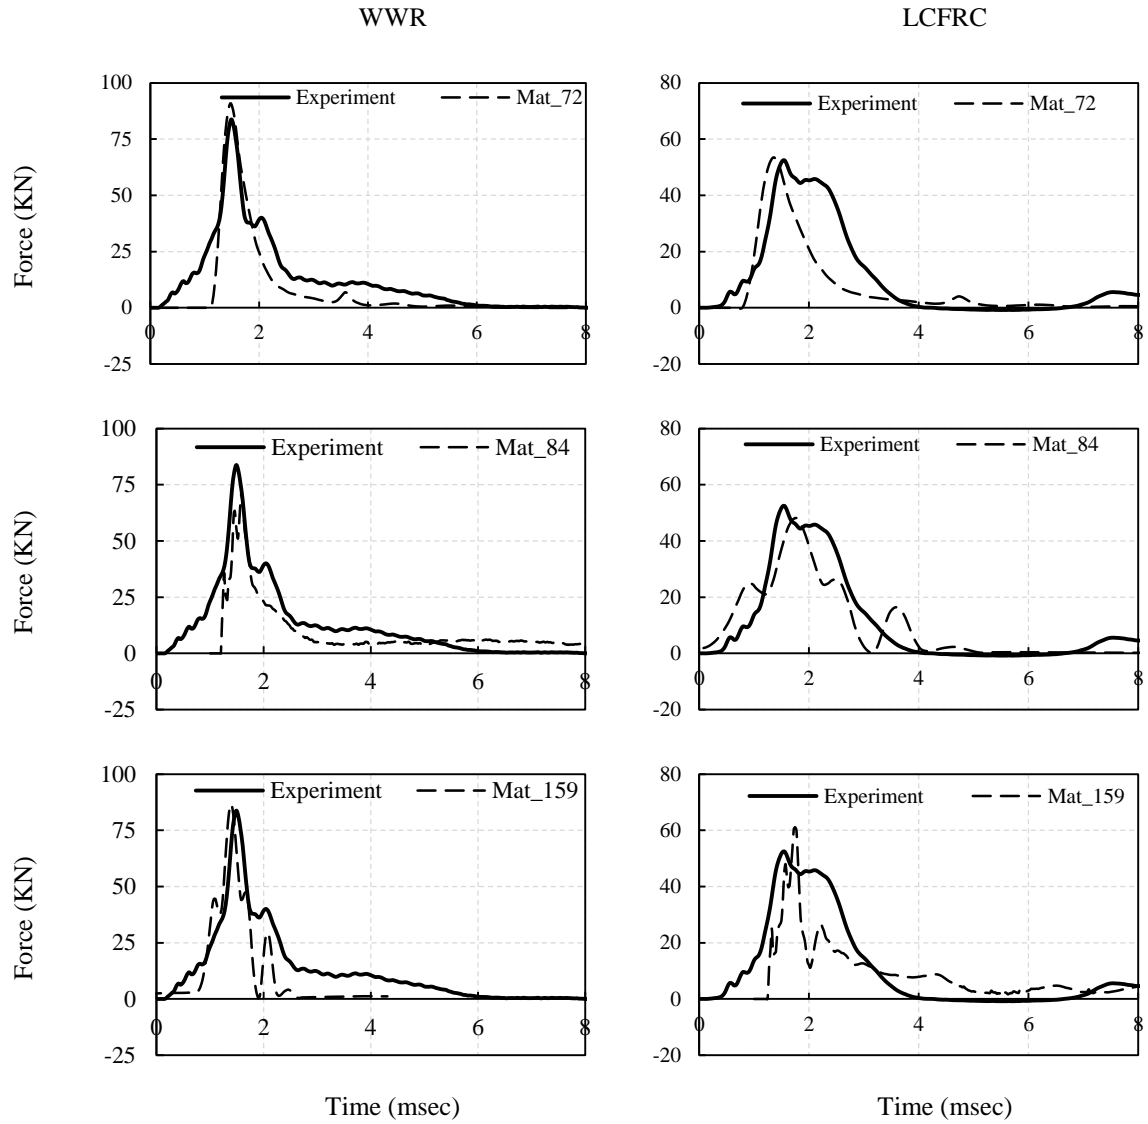 WWR
LCFRC
Force (KN)
100
75
50
25
0
-25
0 2 4 6 8
Experiment
Mat_72
80
60
40
20
0
-20
0 2 4 6 8
Experiment
Mat_72
Force (KN)
100
75
50
25
0
-25
0 2 4 6 8
Experiment
Mat_84
80
60
40
20
0
-20
0 2 4 6 8
Experiment
Mat_84
Force (KN)
100
75
50
25
0
-25
0 2 4 6 8
Experiment
Mat_159
80
60
40
20
0
-20
0 2 4 6 8
Experiment
Mat_159
Time (msec)
Time (msec)